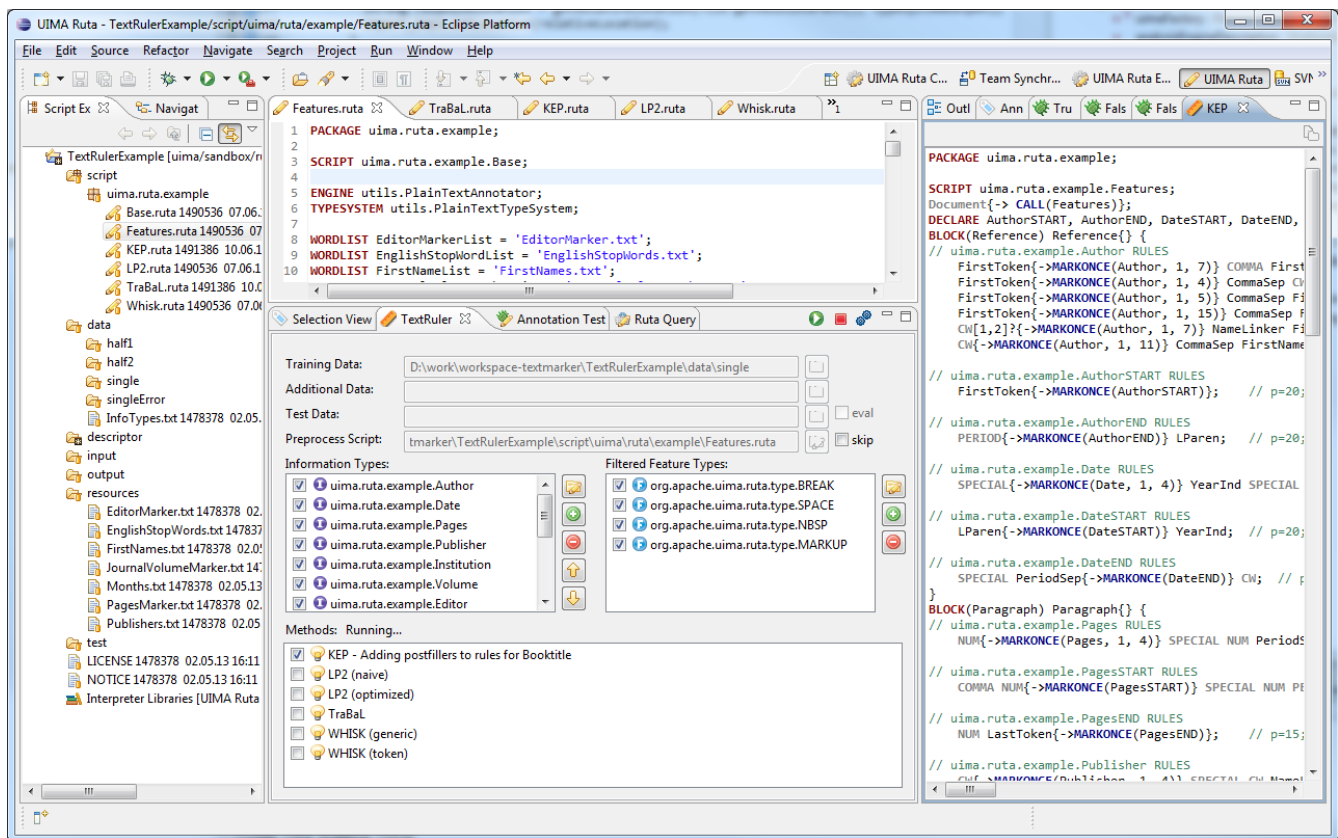 UIMA Ruta - TextRulerExample/script/uima/ruta/example/Features.ruta - Eclipse Platform
File Edit Source Refactor Navigate Search Project Run Window Help
UIMA Ruta C... Team Synchr... UIMA Ruta E... UIMA Ruta SVN
Script Ex Navigat
TextRulerExample [uima/sandbox/ru
script
uima.ruta.example
Base.ruta 1490536 07.06.:
Features.ruta 1490536 07
KEP.ruta 1491386 10.06.1
LP2.ruta 1490536 07.06.1
TraBaL.ruta 1491386 10.0
Whisk.ruta 1490536 07.06
data
half1
half2
single
singleError
InfoTypes.txt 1478378 02.05.
descriptor
input
output
resources
EditorMarker.txt 1478378 02.
EnglishStopWords.txt 147837
FirstNames.txt 1478378 02.05
JournalVolumeMarker.txt 147
Months.txt 1478378 02.05.13
PagesMarker.txt 1478378 02.
Publishers.txt 1478378 02.05
test
LICENSE 1478378 02.05.13 16:11
NOTICE 1478378 02.05.13 16:11
Interpreter Libraries [UIMA Ruta
Features.ruta TraBaL.ruta KEP.ruta LP2.ruta Whisk.ruta »1
1 PACKAGE uima.ruta.example;
2
3 SCRIPT uima.ruta.example.Base;
4
5 ENGINE utils.PlainTextAnnotator;
6 TYPESYSTEM utils.PlainTextTypeSystem;
7
8 WORDLIST EditorMarkerList = 'EditorMarker.txt';
9 WORDLIST EnglishStopWordList = 'EnglishStopWords.txt';
10 WORDLIST FirstNameList = 'FirstNames.txt';
Selection View TextRuler Annotation Test Ruta Query
Training Data: D:\work\workspace-textmarker\TextRulerExample\data\single
Additional Data:
Test Data: eval
Preprocess Script: tmarker\TextRulerExample\script\uima\ruta\example\Features.ruta skip
Information Types: Filtered Feature Types:
uima.ruta.example.Author org.apache.uima.ruta.type.BREAK
uima.ruta.example.Date org.apache.uima.ruta.type.SPACE
uima.ruta.example.Pages org.apache.uima.ruta.type.NBSP
uima.ruta.example.Publisher org.apache.uima.ruta.type.MARKUP
uima.ruta.example.Institution
uima.ruta.example.Volume
uima.ruta.example.Editor
Methods: Running...
KEP - Adding postfillers to rules for Booktitle
LP2 (naive)
LP2 (optimized)
TraBaL
WHISK (generic)
WHISK (token)
Outl Ann Tru Fals Fals KEP
PACKAGE uima.ruta.example;
SCRIPT uima.ruta.example.Features;
Document{-> CALL(Features)};
DECLARE AuthorSTART, AuthorEND, DateSTART, DateEND,
BLOCK(Reference) Reference{} {
// uima.ruta.example.Author RULES
FirstToken{->MARKONCE(Author, 1, 7)} COMMA First
FirstToken{->MARKONCE(Author, 1, 4)} CommaSep CW
FirstToken{->MARKONCE(Author, 1, 5)} CommaSep Fi
FirstToken{->MARKONCE(Author, 1, 15)} CommaSep F
CW[1,2]?{->MARKONCE(Author, 1, 7)} NameLinker Fi
CW{->MARKONCE(Author, 1, 11)} CommaSep FirstName
// uima.ruta.example.AuthorSTART RULES
FirstToken{->MARKONCE(AuthorSTART)}; // p=20;
// uima.ruta.example.AuthorEND RULES
PERIOD{->MARKONCE(AuthorEND)} LParen; // p=20;
// uima.ruta.example.Date RULES
SPECIAL{->MARKONCE(Date, 1, 4)} YearInd SPECIAL
// uima.ruta.example.DateSTART RULES
LParen{->MARKONCE(DateSTART)} YearInd; // p=20;
// uima.ruta.example.DateEND RULES
SPECIAL PeriodSep{->MARKONCE(DateEND)} CW; // p
}
BLOCK(Paragraph) Paragraph{} {
// uima.ruta.example.Pages RULES
NUM{->MARKONCE(Pages, 1, 4)} SPECIAL NUM PeriodS
// uima.ruta.example.PagesSTART RULES
COMMA NUM{->MARKONCE(PagesSTART)} SPECIAL NUM PE
// uima.ruta.example.PagesEND RULES
NUM LastToken{->MARKONCE(PagesEND)}; // p=15;
// uima.ruta.example.Publisher RULES